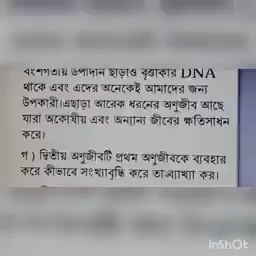 বংশগতীয় উপাদান ছাড়াও বৃত্তাকার DNA
থাকে এবং এদের অনেকেই আমাদের জন্য
উপকারী।এছাড়া আরেক ধরনের অণুজীব আছে
যারা অকোষীয় এবং অন্যান্য জীবের ক্ষতিসাধন
করে।
গ) দ্বিতীয় অণুজীবটি প্রথম অণুজীবকে ব্যবহার
করে কীভাবে সংখ্যাবৃদ্ধি করে তা ব্যাখ্যা কর।
InShOt